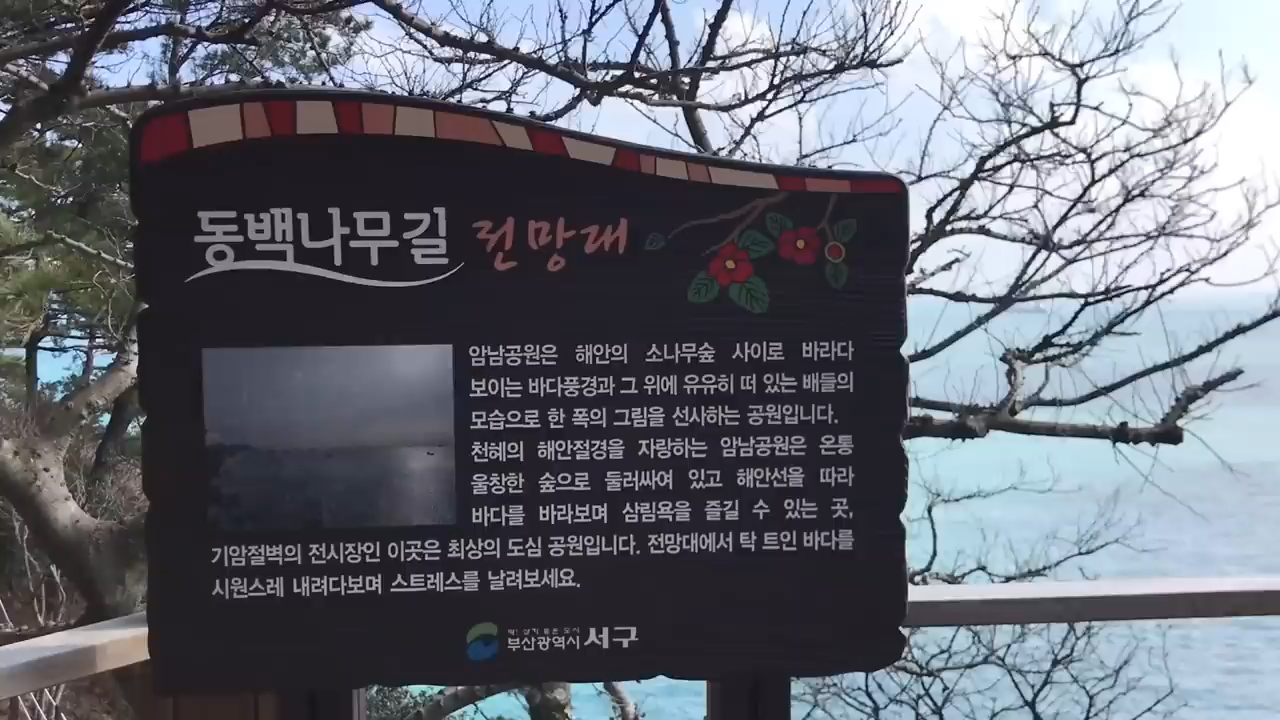 동백나무길 전망대
암남공원은 해안의 소나무숲 사이로 바라다
보이는 바다풍경과 그 위에 유유히 떠 있는 배들의
모습으로 한 폭의 그림을 선사하는 공원입니다.
천혜의 해안절경을 자랑하는 암남공원은 온통
울창한 숲으로 둘러싸여 있고 해안선을 따라
바다를 바라보며 삼림욕을 즐길 수 있는 곳,
기암절벽의 전시장인 이곳은 최상의 도심 공원입니다. 전망대에서 탁 트인 바다를
시원스레 내려다보며 스트레스를 날려보세요.
부산광역시 서구